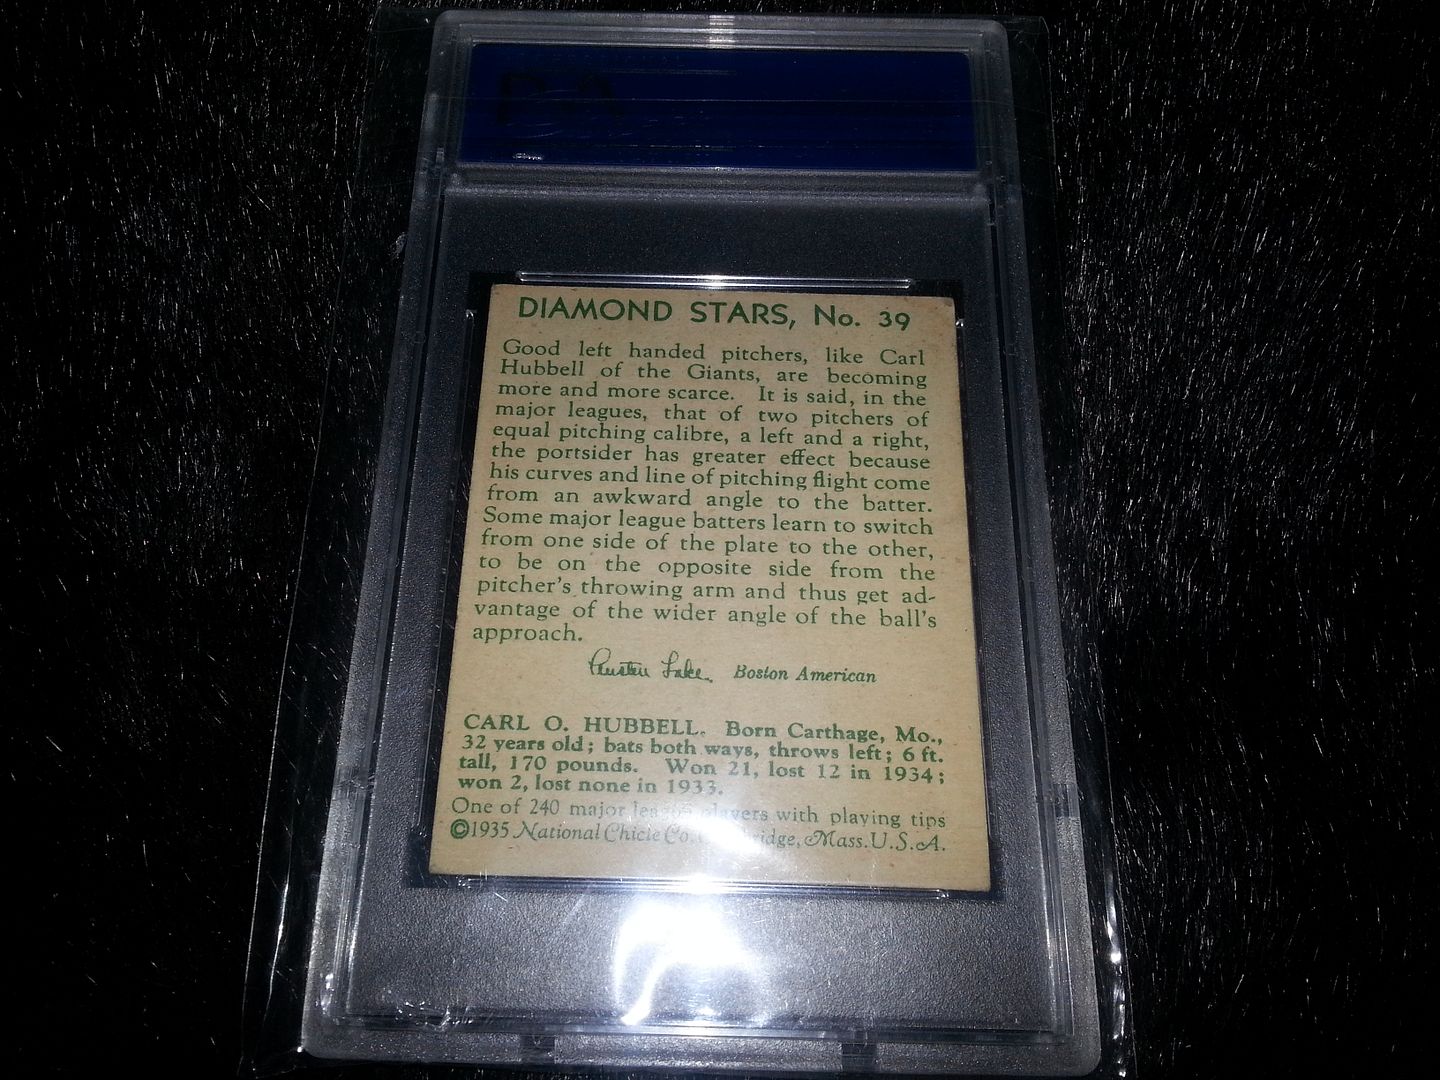 DIAMOND STARS, No. 39
Good left handed pitchers, like Carl
Hubbell of the Giants, are becoming
more and more scarce. It is said, in the
major leagues, that of two pitchers of
equal pitching calibre, a left and a right,
the portsider has greater effect because
his curves and line of pitching flight come
from an awkward angle to the batter.
Some major league batters learn to switch
from one side of the plate to the other,
to be on the opposite side from the
pitcher's throwing arm and thus get ad-
vantage of the wider angle of the ball's
approach.
Austen Lake. Boston American
CARL O. HUBBELL. Born Carthage, Mo.,
32 years old; bats both ways, throws left; 6 ft.
tall, 170 pounds. Won 21, lost 12 in 1934;
won 2, lost none in 1933.
One of 240 major league players with playing tips
©1935 National Chicle Co. Mass. U.S.A.